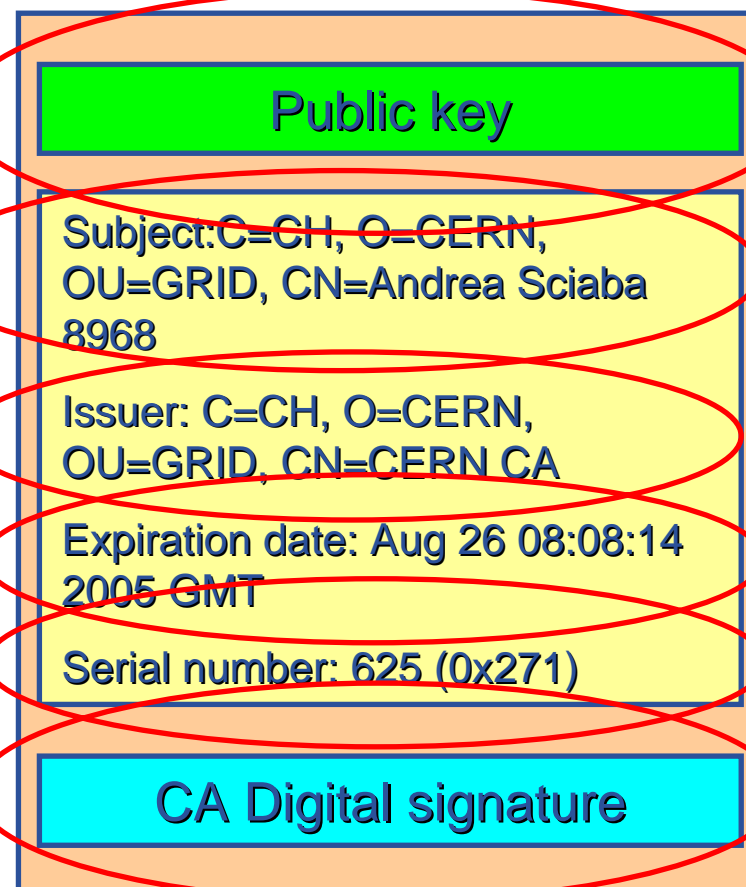 Public key
Subject:C=CH, O=CERN,
OU=GRID, CN=Andrea Sciaba
8968
Issuer: C=CH, O=CERN,
OU=GRID, CN=CERN CA
Expiration date: Aug 26 08:08:14
2005 GMT
Serial number: 625 (0x271)
CA Digital signature